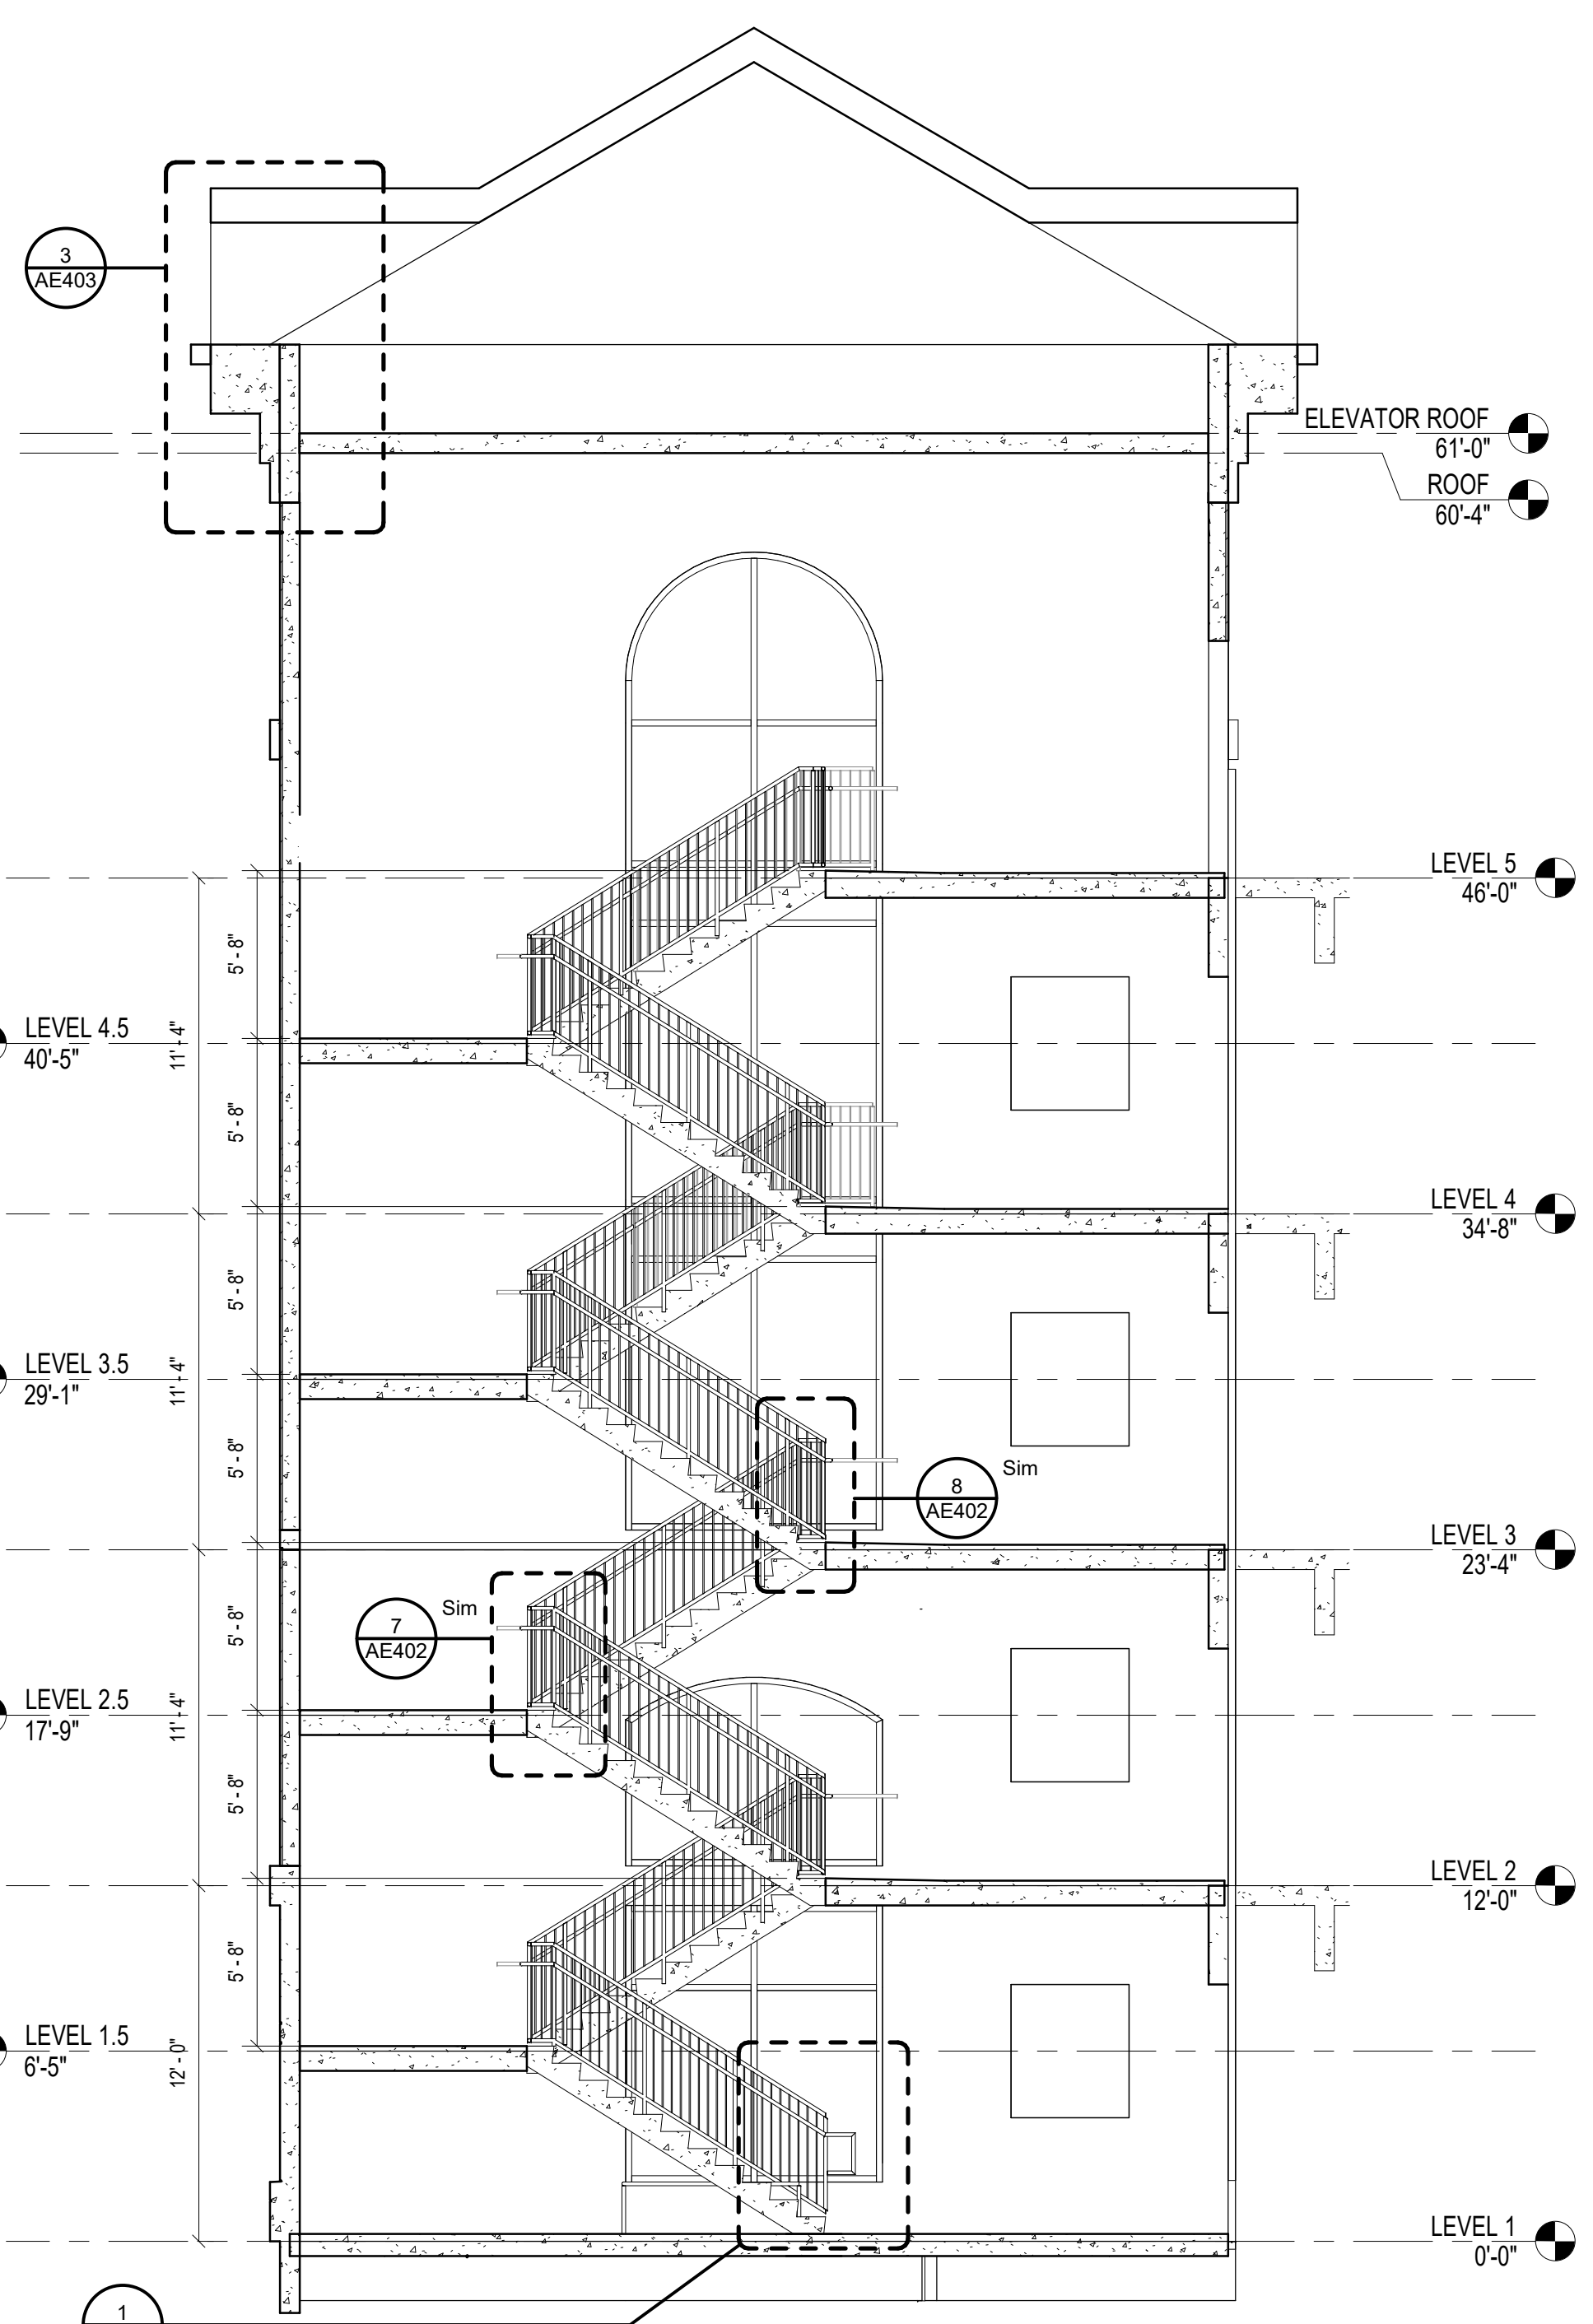 3
AE403
ELEVATOR ROOF
61'-0"
ROOF
60'-4"
LEVEL 5
46'-0"
5' - 8"
LEVEL 4.5
40'-5"
11' - 4"
5' - 8"
LEVEL 4
34'-8"
5' - 8"
LEVEL 3.5
29'-1"
11' - 4"
5' - 8"
Sim
8
AE402
LEVEL 3
23'-4"
5' - 8"
Sim
7
AE402
LEVEL 2.5
17'-9"
11' - 4"
5' - 8"
LEVEL 2
12'-0"
5' - 8"
LEVEL 1.5
6'-5"
12' - 0"
LEVEL 1
0'-0"
1